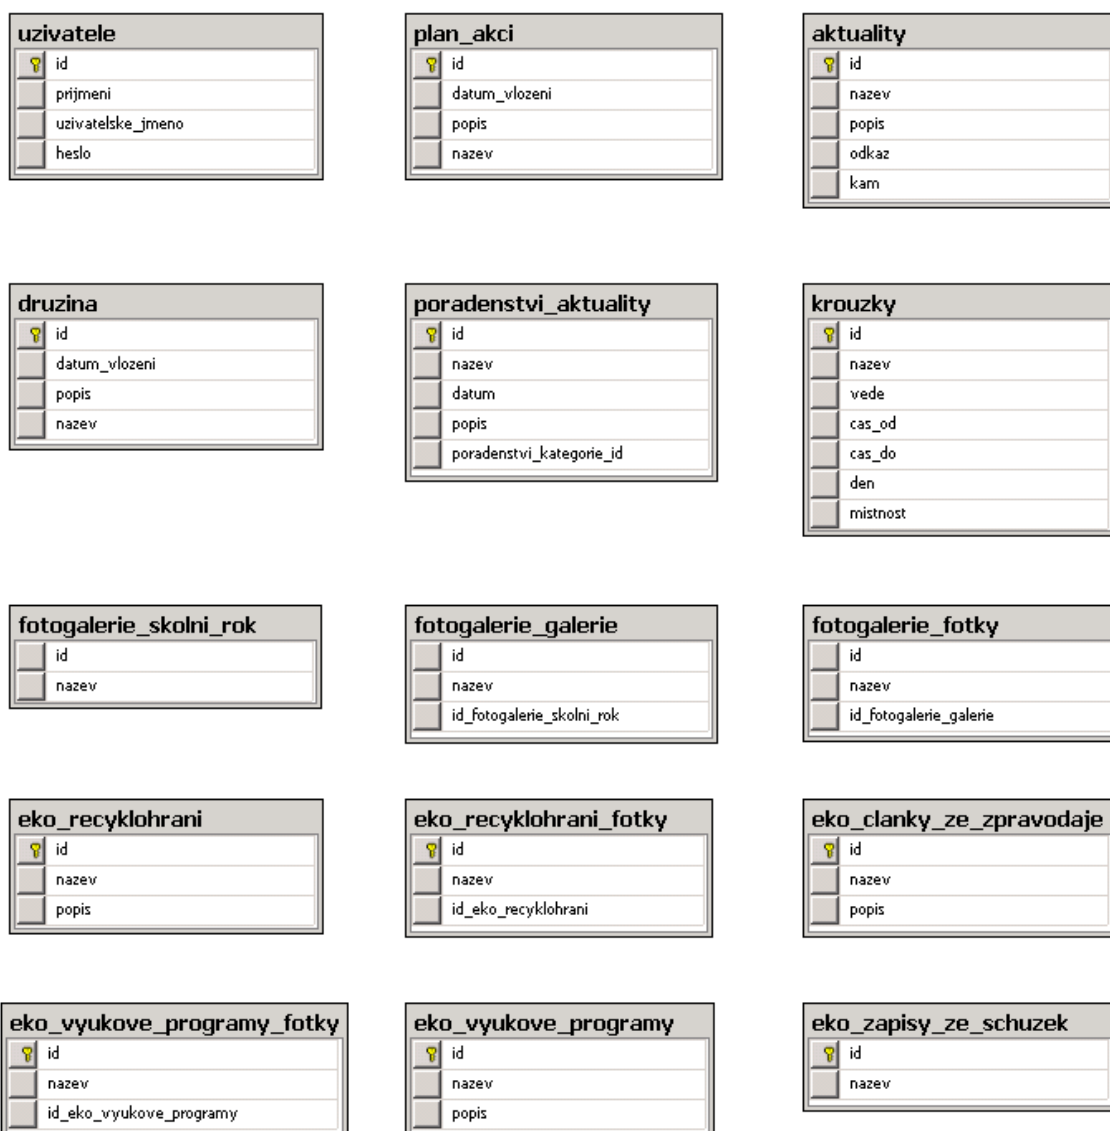 uzivatele
id
prijmeni
uzivatelske_jmeno
heslo
plan_akci
id
datum_vlozeni
popis
nazev
aktuality
id
nazev
popis
odkaz
kam
druzina
id
datum_vlozeni
popis
nazev
poradenstvi_aktuality
id
nazev
datum
popis
poradenstvi_kategorie_id
krouzky
id
nazev
vede
cas_od
cas_do
den
mistnost
fotogalerie_skolni_rok
id
nazev
fotogalerie_galerie
id
nazev
id_fotogalerie_skolni_rok
fotogalerie_fotky
id
nazev
id_fotogalerie_galerie
eko_recyklohrani
id
nazev
popis
eko_recyklohrani_fotky
id
nazev
id_eko_recyklohrani
eko_clanky_ze_zpravodaje
id
nazev
popis
eko_vyukove_programy_fotky
id
nazev
id_eko_vyukove_programy
eko_vyukove_programy
id
nazev
popis
eko_zapisy_ze_schuzek
id
nazev